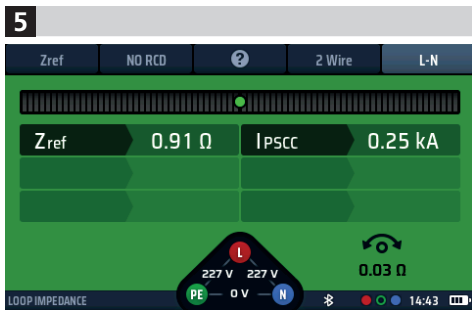 5
Zref NO RCD ? 2 Wire L-N
Zref 0.91 Ω IPSCC 0.25 kA
L
227 V 227 V
PE 0 V N
0.03 Ω
LOOP IMPEDANCE 14:43